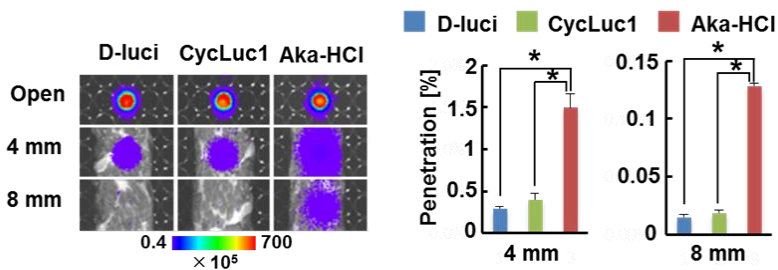 D-luci CycLuc1 Aka-HCl
Open
4 mm
8 mm
0.4 700
×10⁵
D-luci CycLuc1 Aka-HCl
Penetration [%]
2
1.5
1
0.5
0
* *
4 mm
0.15
0.1
0.05
0
* *
8 mm